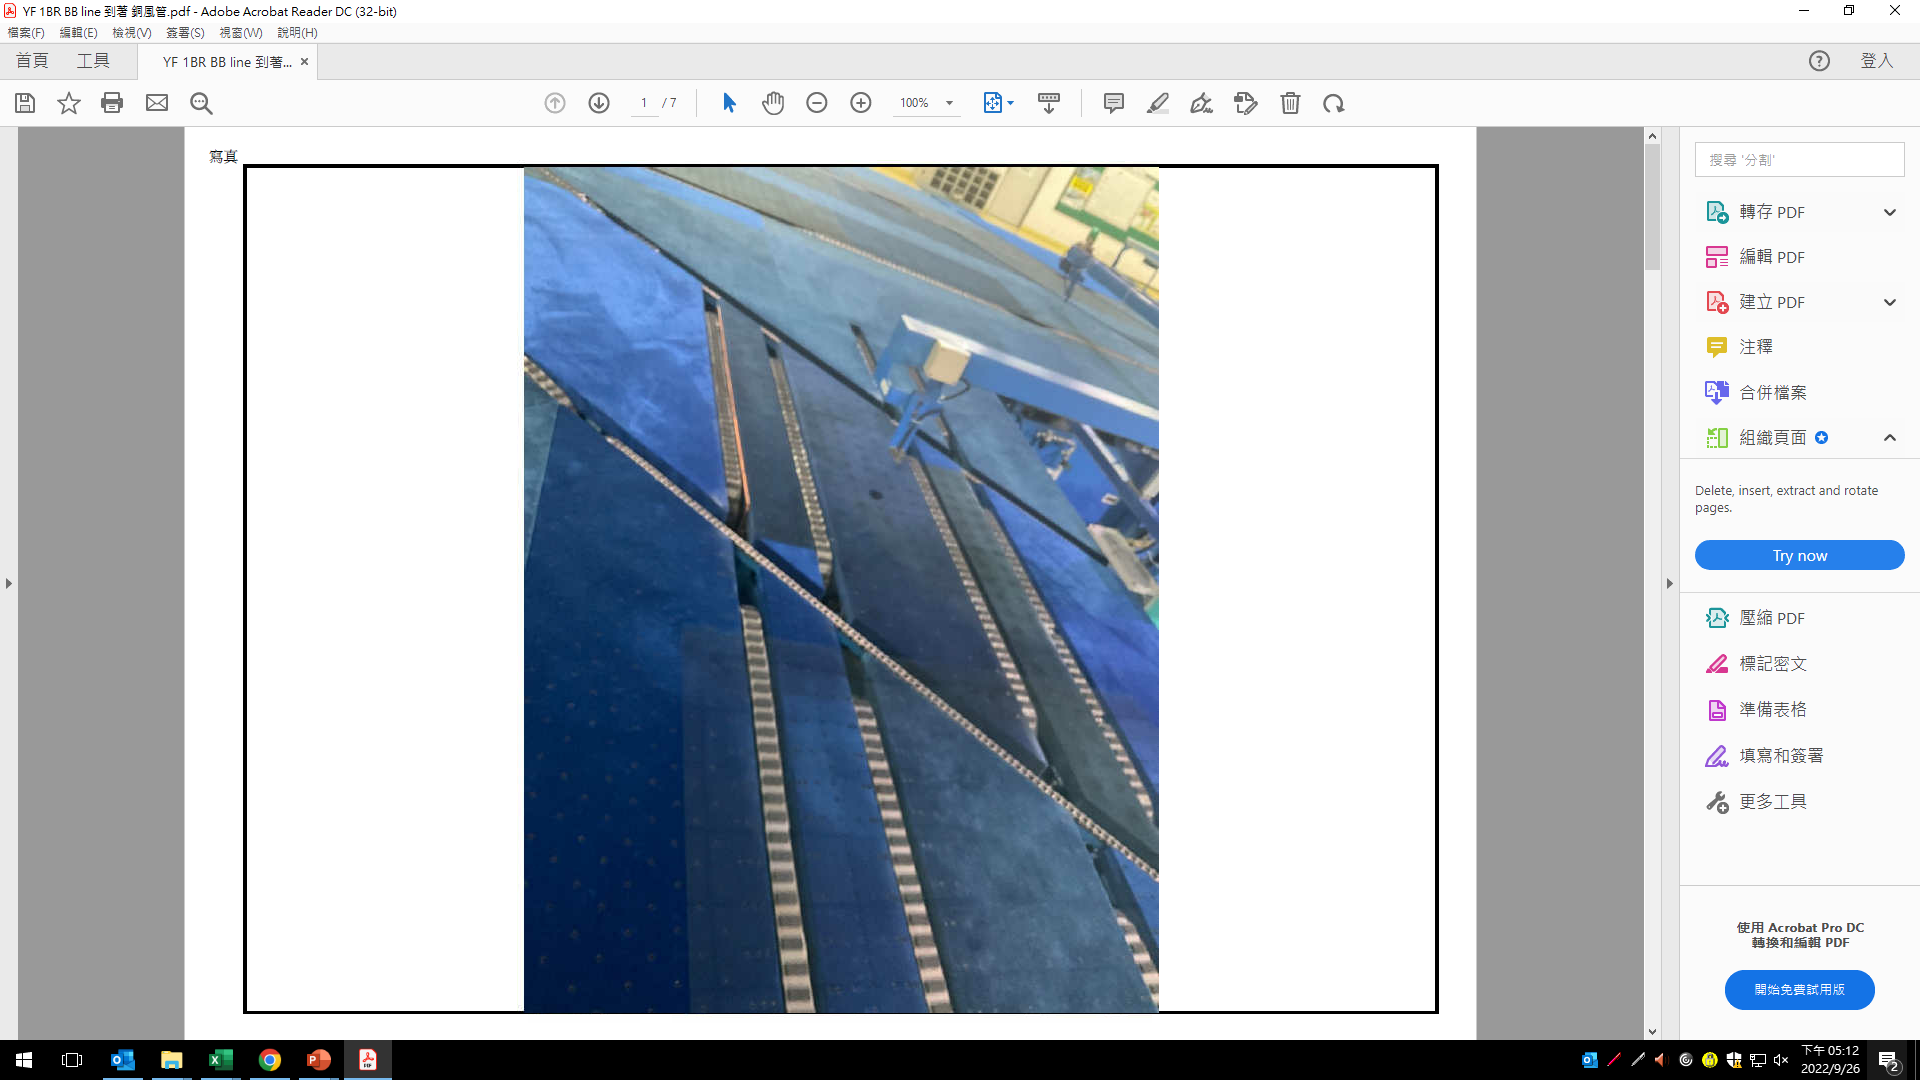 YF 1BR BB line 到著 銅風管.pdf - Adobe Acrobat Reader DC (32-bit)
檔案(F) 編輯(E) 檢視(V) 簽署(S) 視窗(W) 說明(H)
首頁 工具 YF 1BR BB line 到著... × 登入
1 / 7 100%
寫真
搜尋 '分割'
轉存 PDF
編輯 PDF
建立 PDF
注釋
合併檔案
組織頁面
Delete, insert, extract and rotate
pages.
Try now
壓縮 PDF
標記密文
準備表格
填寫和簽署
更多工具
使用 Acrobat Pro DC
轉換和編輯 PDF
開始免費試用版
下午 05:12
2022/9/26
2